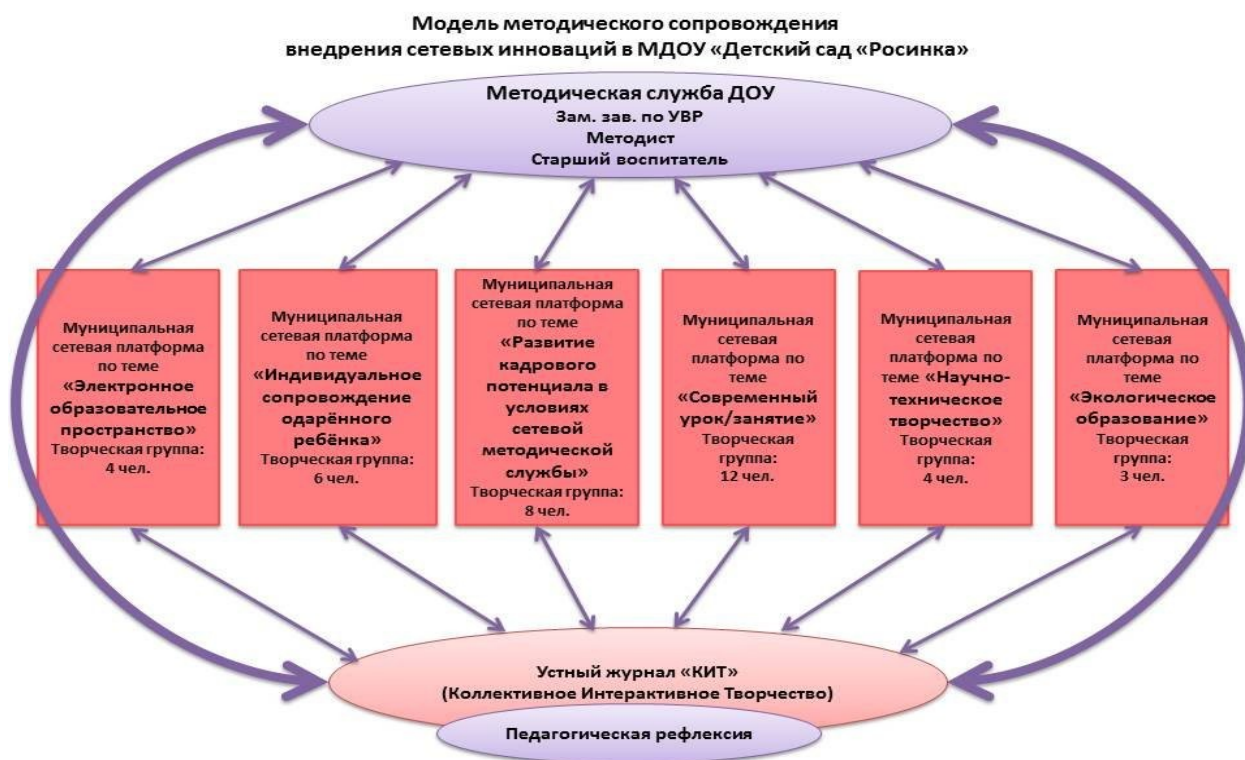 Модель методического сопровождения
внедрения сетевых инноваций в МДОУ «Детский сад «Росинка»
Методическая служба ДОУ
Зам. зав. по УВР
Методист
Старший воспитатель
Муниципальная
сетевая платформа
по теме
«Электронное
образовательное
пространство»
Творческая группа:
4 чел.
Муниципальная
сетевая платформа
по теме
«Индивидуальное
сопровождение
одарённого
ребёнка»
Творческая группа:
6 чел.
Муниципальная
сетевая платформа
по теме
«Развитие
кадрового
потенциала в
условиях
сетевой
методической
службы»
Творческая группа:
8 чел.
Муниципальная
сетевая
платформа по
теме
«Современный
урок/занятие»
Творческая
группа:
12 чел.
Муниципальная
сетевая
платформа по
теме «Научно-
техническое
творчество»
Творческая
группа:
4 чел.
Муниципальная
сетевая
платформа по
теме
«Экологическое
образование»
Творческая
группа:
3 чел.
Устный журнал «КИТ»
(Коллективное Интерактивное Творчество)
Педагогическая рефлексия